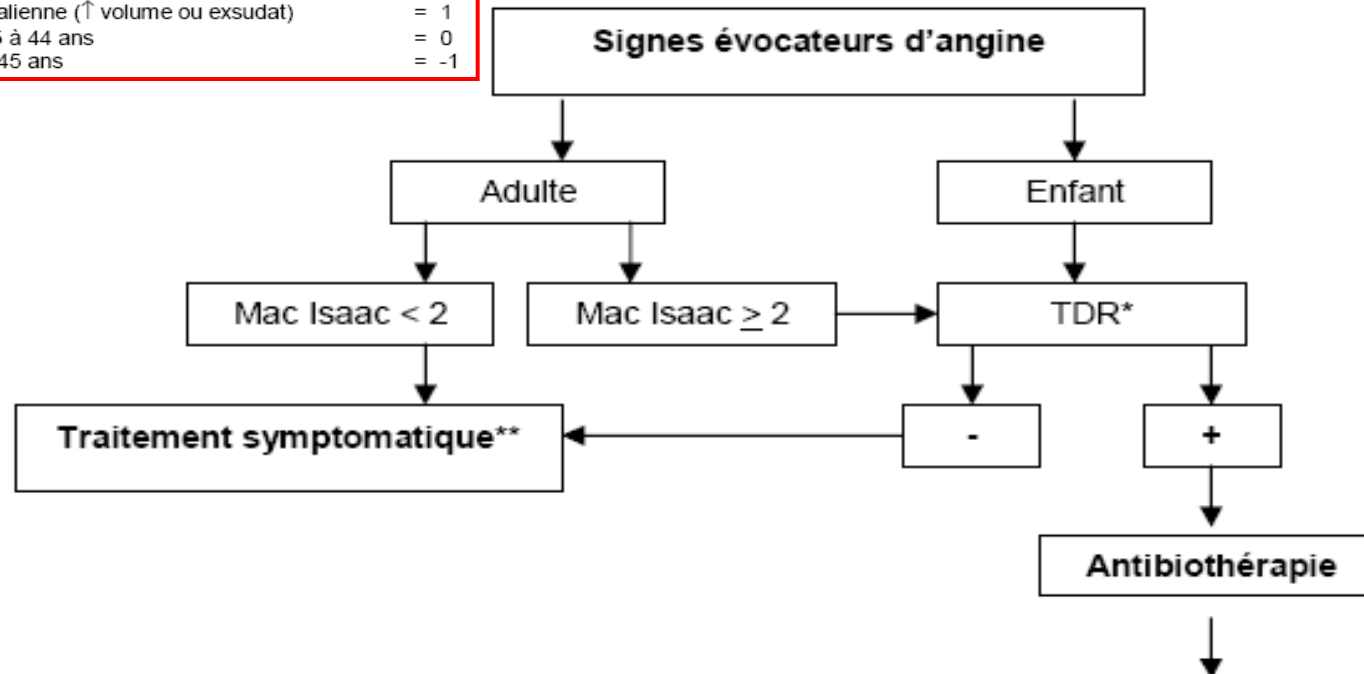 (↑ volume ou exsudat) = 1
à 44 ans = 0
45 ans = -1
Signes évocateurs d’angine
Adulte
Enfant
Mac Isaac < 2
Mac Isaac ≥ 2
TDR*
Traitement symptomatique**
-
+
Antibiothérapie